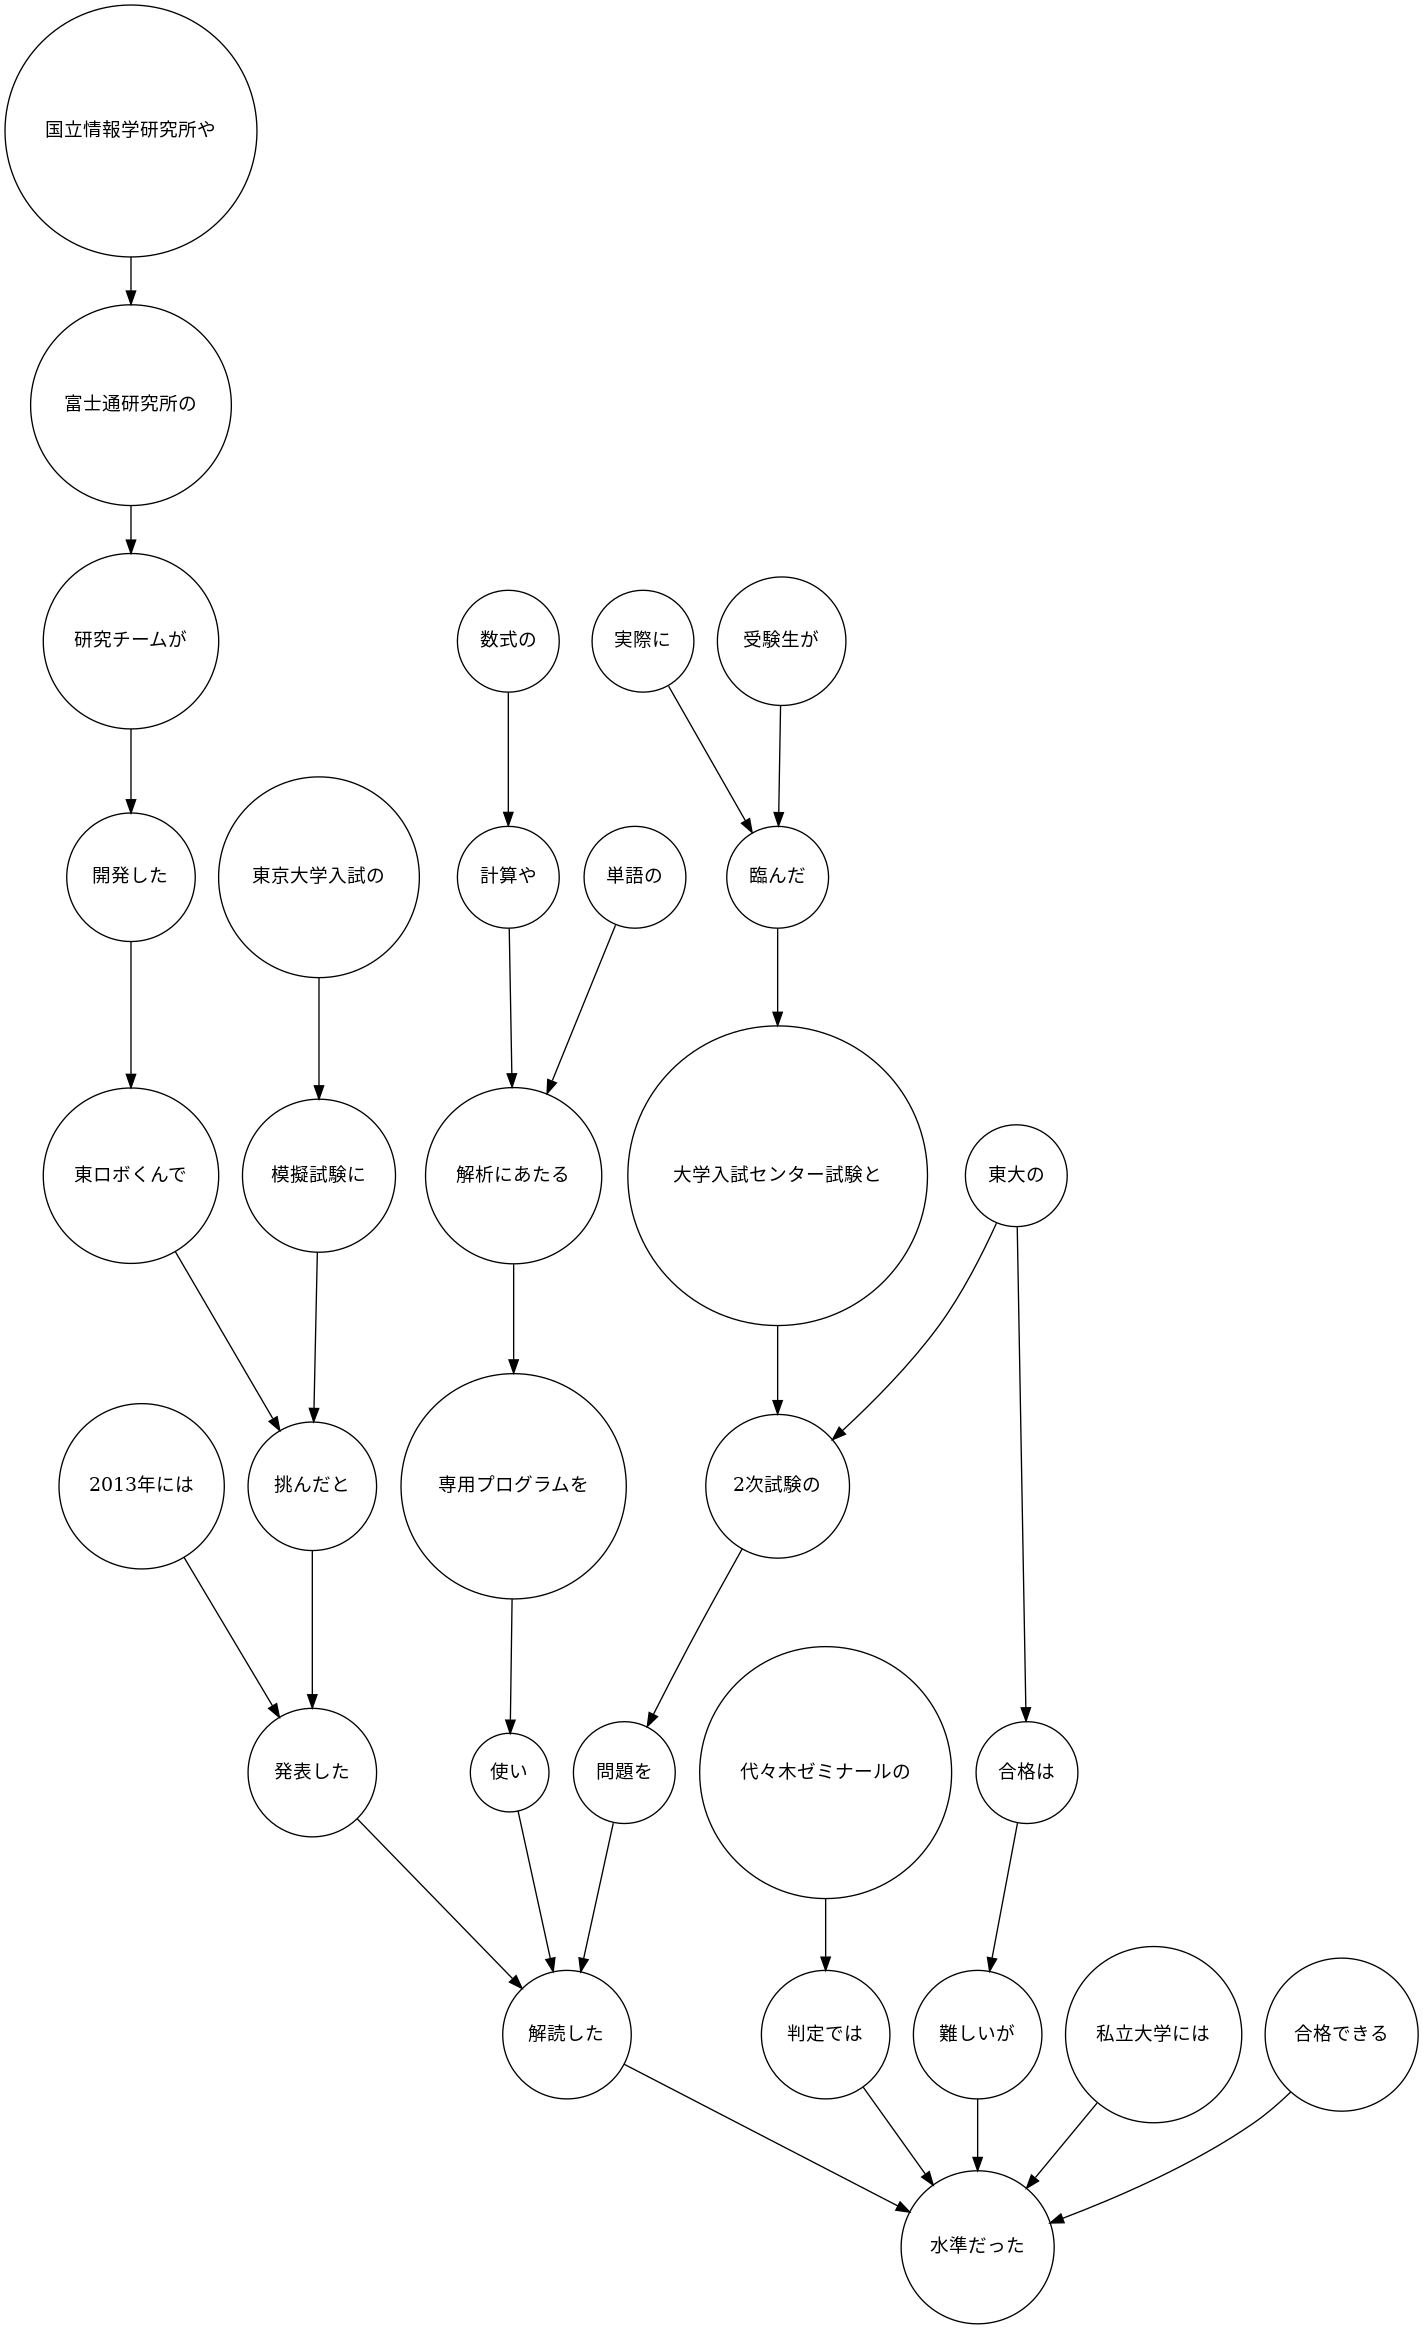 国立情報学研究所や
富士通研究所の
研究チームが
数式の
実際に
受験生が
開発した
東京大学入試の
計算や
単語の
臨んだ
東ロボくんで
模擬試験に
解析にあたる
大学入試センター試験と
東大の
2013年には
挑んだと
専用プログラムを
2次試験の
発表した
使い
問題を
代々木ゼミナールの
合格は
解読した
判定では
難しいが
私立大学には
合格できる
水準だった